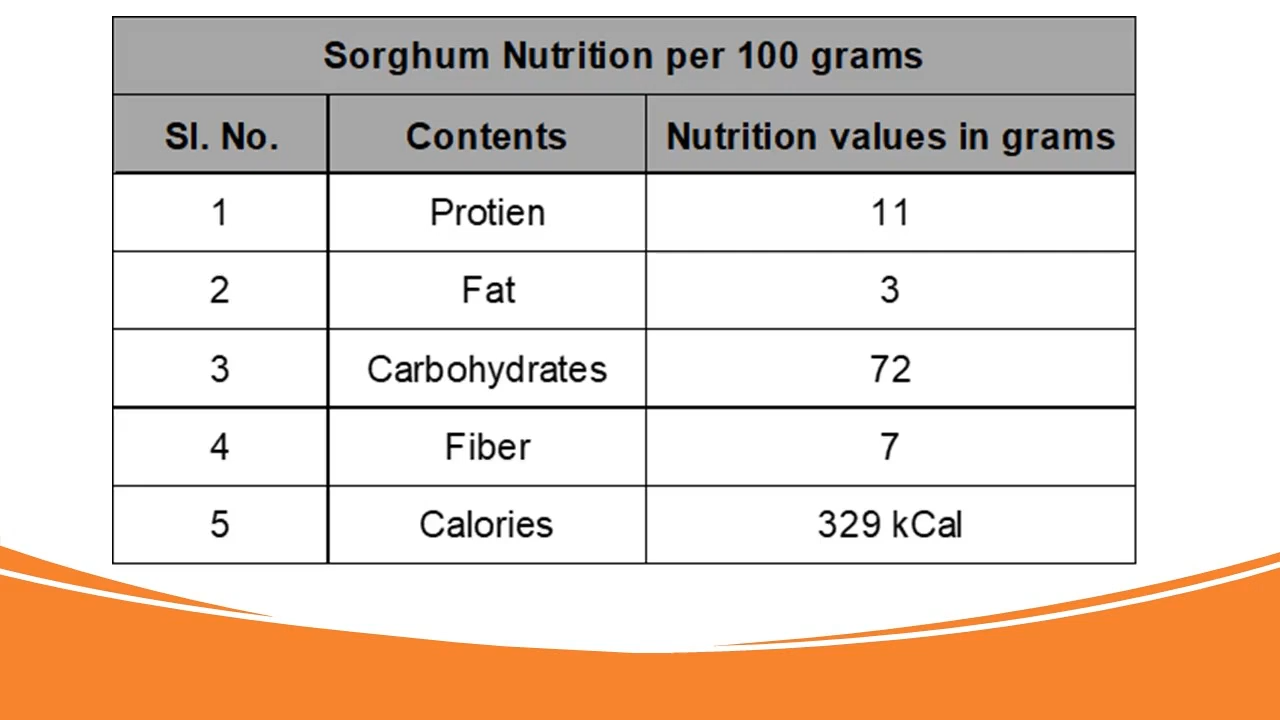 Sorghum Nutrition per 100 grams
Sl. No. Contents Nutrition values in grams
1 Protien 11
2 Fat 3
3 Carbohydrates 72
4 Fiber 7
5 Calories 329 kCal